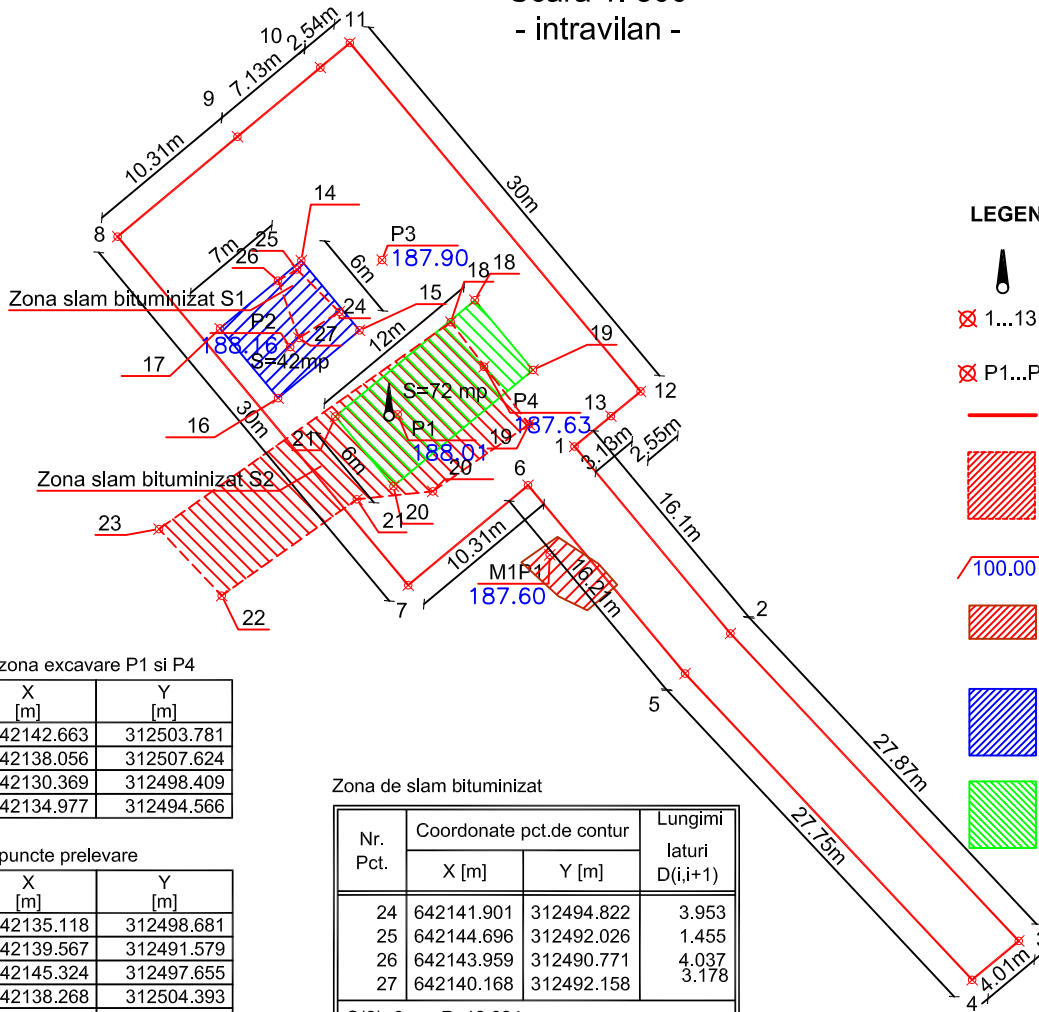 - intravilan -
11
10
2.54m
7.13m
9
10.31m
30m
8
14
LEGEN
7m
25
P3
187.90
26
6m
18
18
Zona slam bituminizat S1
24
15
1...13
P2
27
12m
19
188.16
17
S=42mp
P1...P
S=72 mp
P4
12
187.63
13
16
30m
21
P1
188.01
19
1
3.13m
2.55m
6m
Zona slam bituminizat S2
20
6
20
21
23
16.1m
10.31m
M1P1
16.21m
100.00
187.60
22
7
2
zona excavare P1 si P4
X
[m]
Y
[m]
42142.663 312503.781
42138.056 312507.624
42130.369 312498.409
42134.977 312494.566
5
27.87m
27.75m
puncte prelevare
X
[m]
Y
[m]
42135.118 312498.681
42139.567 312491.579
42145.324 312497.655
42138.268 312504.393
Zona de slam bituminizat
Nr.
Pct.
Coordonate pct.de contur
X [m] Y [m]
Lungimi
laturi
D(i,i+1)
24 642141.901 312494.822 3.953
25 642144.696 312492.026 1.455
26 642143.959 312490.771 4.037
27 642140.168 312492.158 3.178
3
4.01m
4